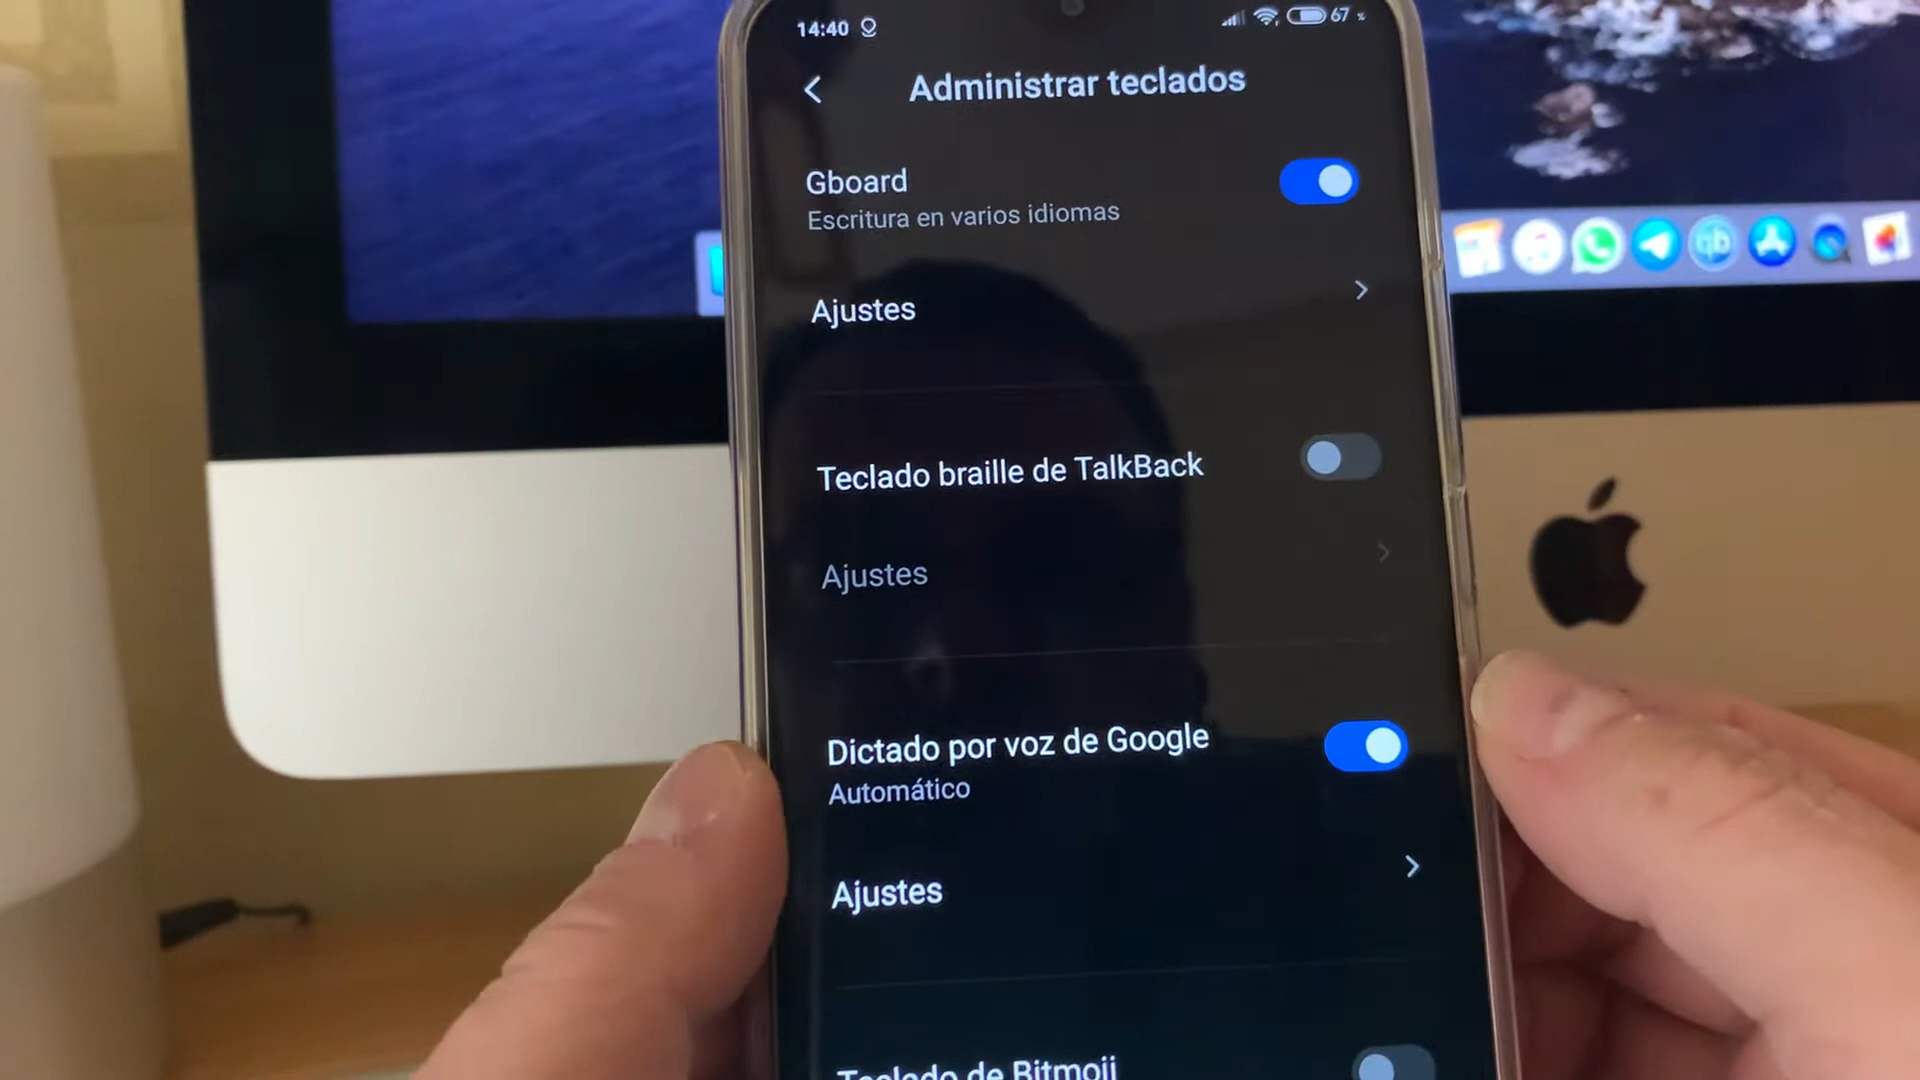 14:40
67 %
Administrar teclados
Gboard
Escritura en varios idiomas
Ajustes
Teclado braille de TalkBack
Ajustes
Dictado por voz de Google
Automático
Ajustes
Teclado de Bitmoji
qb